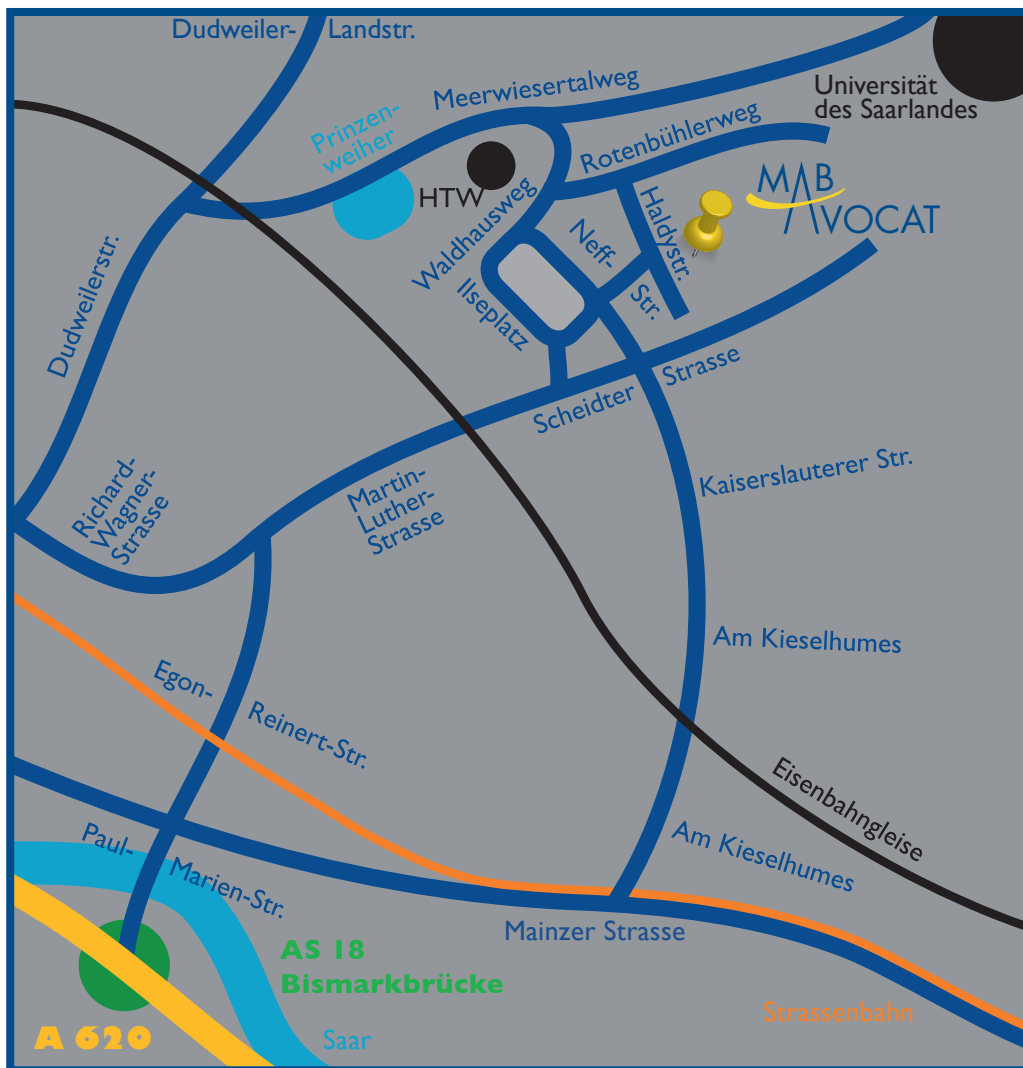 Dudweiler- Landstr.
Meerwiesertalweg
Universität
des Saarlandes
Prinzen-
weiher
Rotenbühlerweg
HTW
MAB
AVOCAT
Waldhausweg
Haldystr.
Neff-
Str.
Ilseplatz
Dudweilerstr.
Scheidter Strasse
Kaiserslauterer Str.
Richard-
Wagner-
Strasse
Martin-
Luther-
Strasse
Am Kieselhumes
Egon- Reinert-Str.
Eisenbahngleise
Paul- Marien-Str.
Am Kieselhumes
Mainzer Strasse
AS 18
Bismarkbrücke
Strassenbahn
A 620
Saar